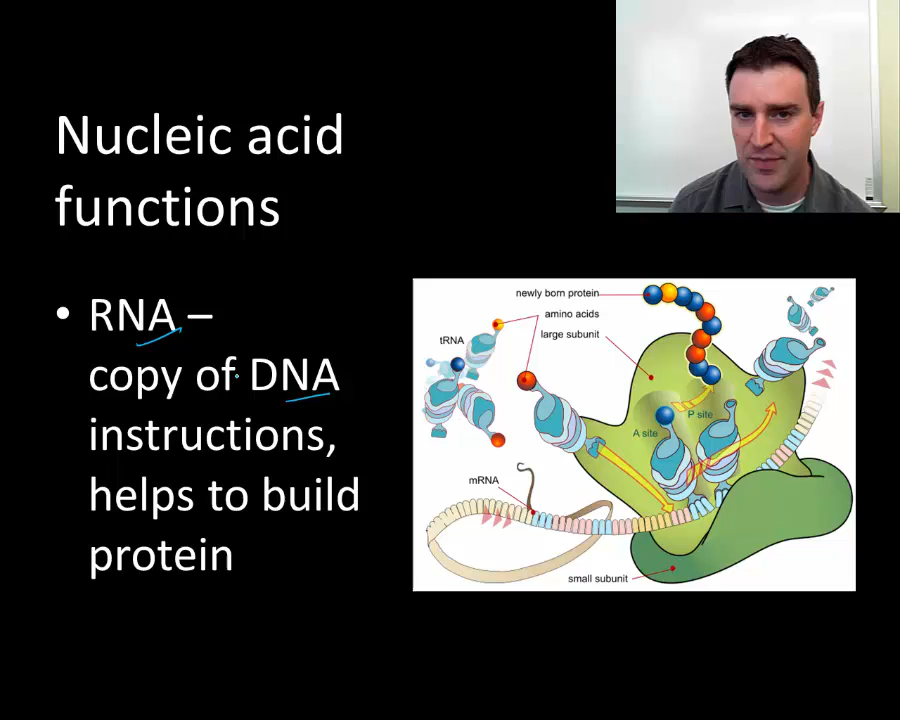 Nucleic acid
functions
• RNA –
copy of DNA
instructions,
helps to build
protein
newly born protein
amino acids
large subunit
tRNA
P site
A site
mRNA
small subunit